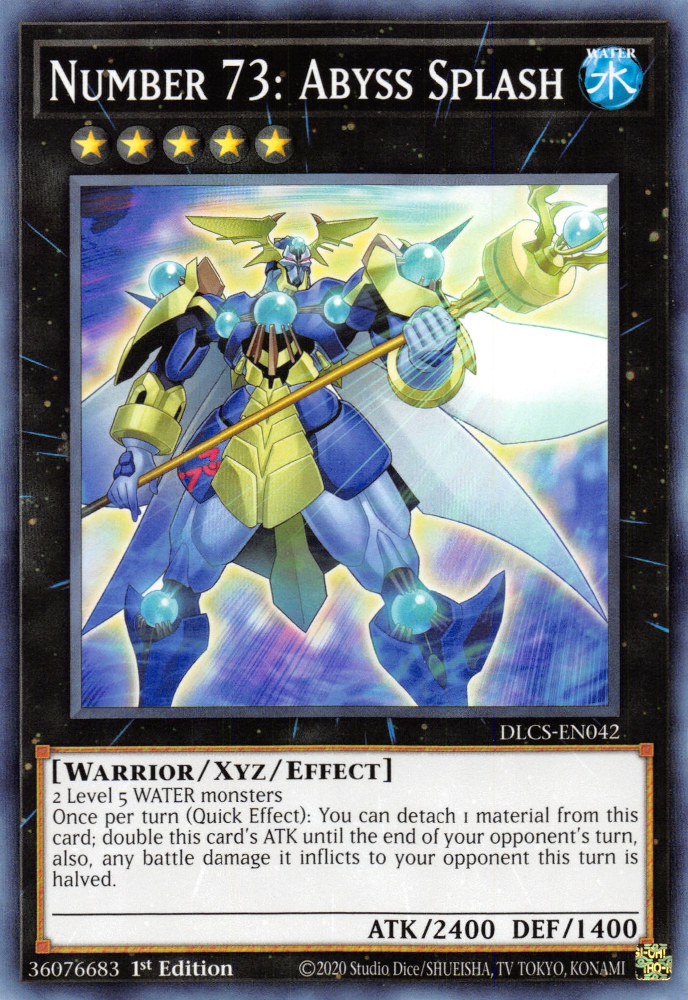 NUMBER 73: ABYSS SPLASH
WATER
水
DLCS-EN042
[WARRIOR/XYZ/EFFECT]
2 Level 5 WATER monsters
Once per turn (Quick Effect): You can detach 1 material from this
card; double this card's ATK until the end of your opponent's turn,
also, any battle damage it inflicts to your opponent this turn is
halved.
ATK/2400 DEF/1400
36076683 1st Edition
©2020 Studio Dice/SHUEISHA, TV TOKYO, KONAMI